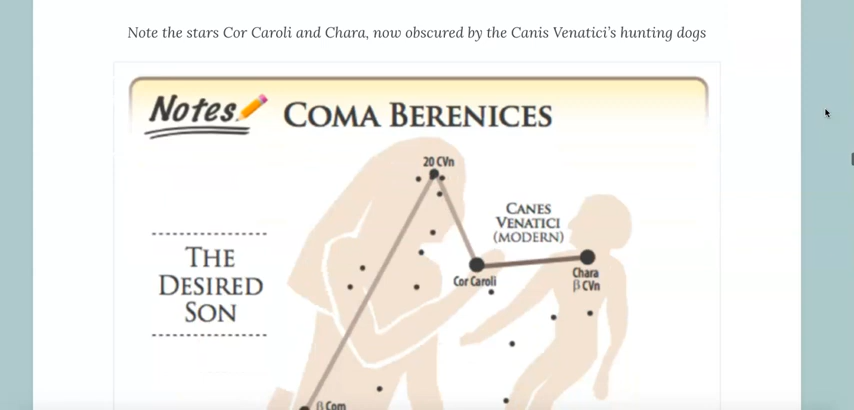 Note the stars Cor Caroli and Chara, now obscured by the Canis Venatici’s hunting dogs
Notes COMA BERENICES
20 CVn
CANES
VENATICI
(MODERN)
THE
DESIRED
SON
Cor Caroli
Chara
β CVn
β Com